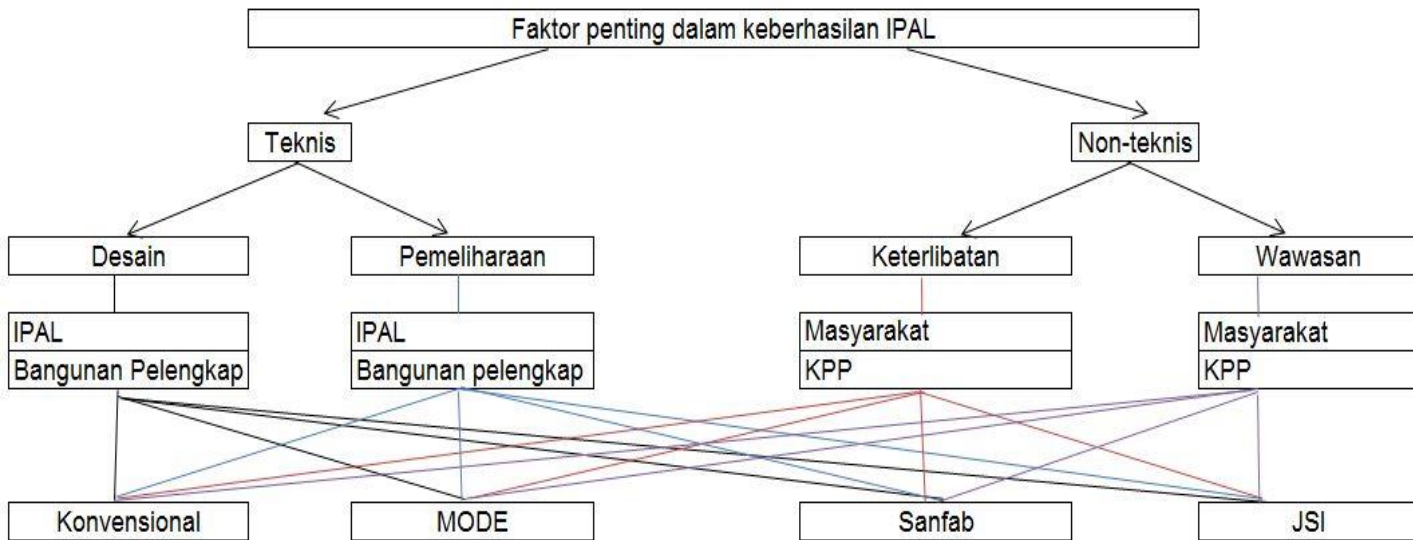 Faktor penting dalam keberhasilan IPAL
Teknis
Non-teknis
Desain
Pemeliharaan
Keterlibatan
Wawasan
IPAL
Bangunan Pelengkap
IPAL
Bangunan pelengkap
Masyarakat
KPP
Masyarakat
KPP
Konvensional
MODE
Sanfab
JSI